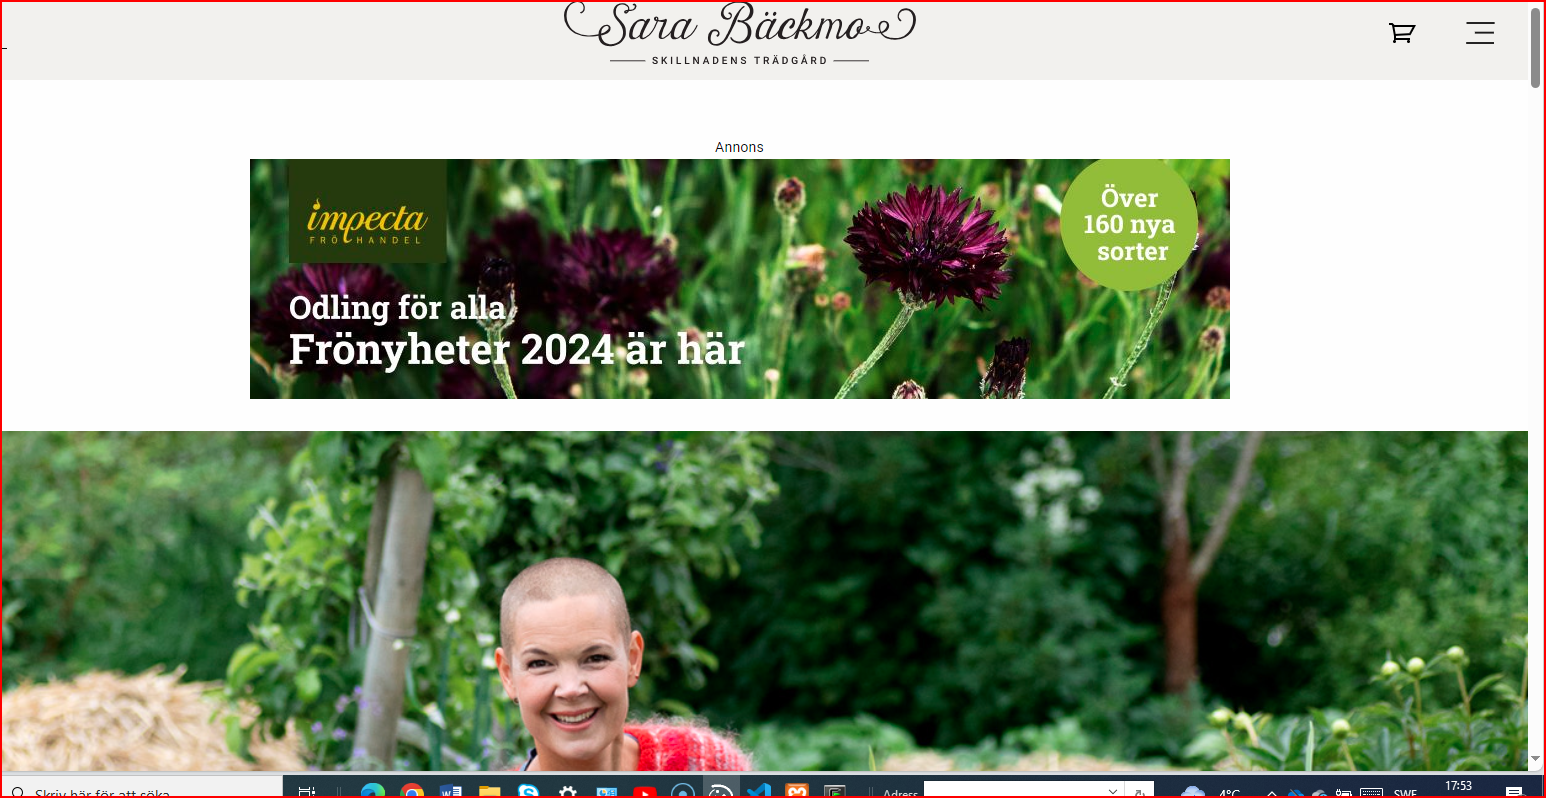 Sara Bäckmo
SKILLNADENS TRÄDGÅRD
Annons
impecta
FRÖHANDEL
Över
160 nya
sorter
Odling för alla
Frönyheter 2024 är här
Skriv här för att söka
Adress
4°C
SWE
17:53